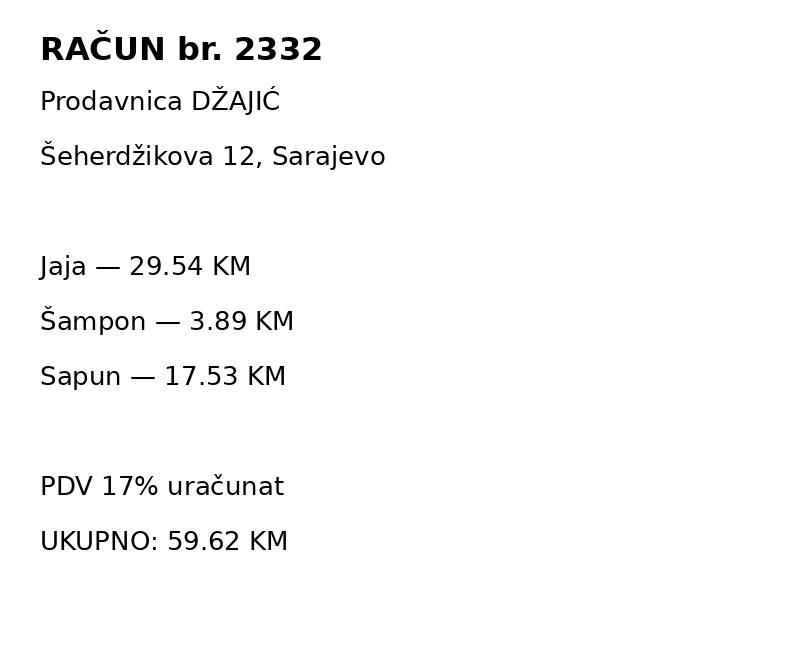 RAČUN br. 2332
Prodavnica DŽAJIĆ
Šeherdžikova 12, Sarajevo
Jaja — 29.54 KM
Šampon — 3.89 KM
Sapun — 17.53 KM
PDV 17% uračunat
UKUPNO: 59.62 KM